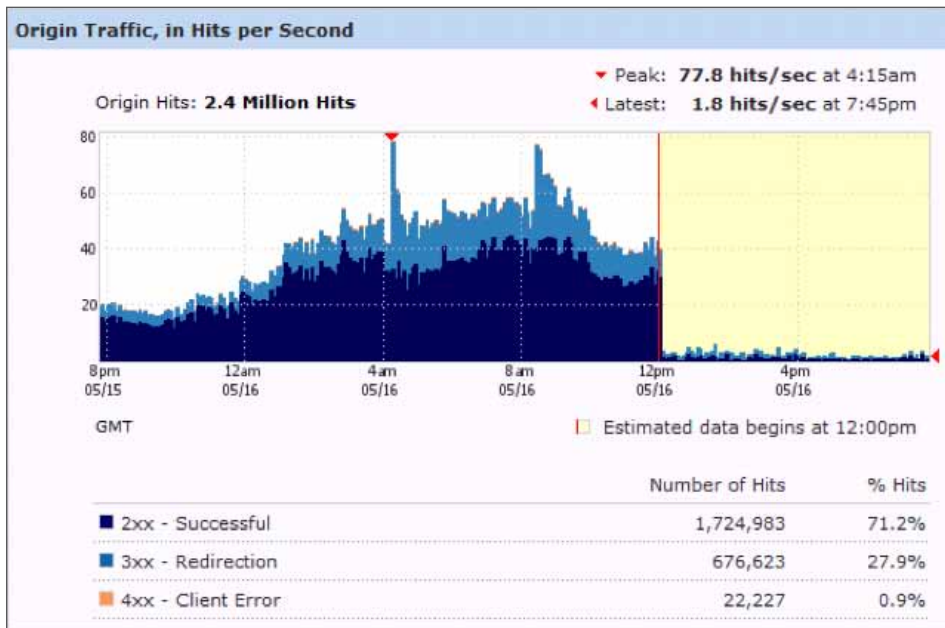 Origin Traffic, in Hits per Second
Peak: 77.8 hits/sec at 4:15am
Origin Hits: 2.4 Million Hits
Latest: 1.8 hits/sec at 7:45pm
80
60
40
20
8pm 12am 4am 8am 12pm 4pm
05/15 05/16 05/16 05/16 05/16 05/16
GMT
Estimated data begins at 12:00pm
Number of Hits % Hits
2xx - Successful 1,724,983 71.2%
3xx - Redirection 676,623 27.9%
4xx - Client Error 22,227 0.9%